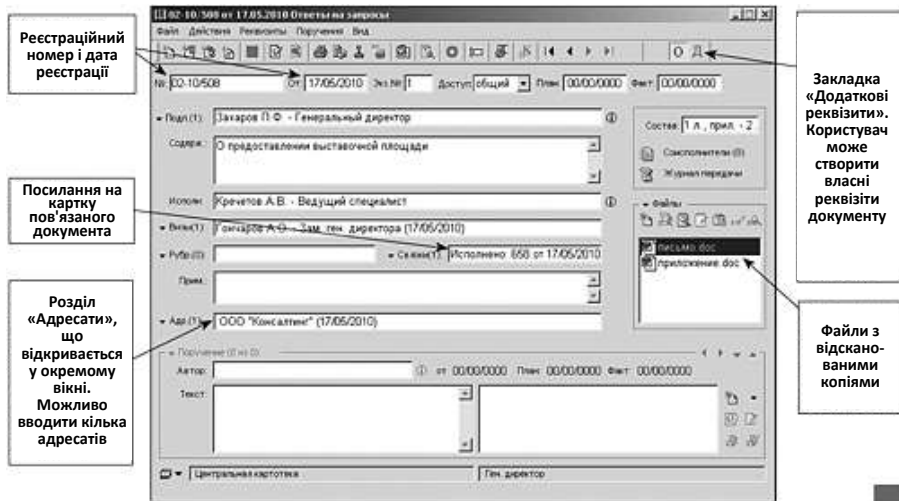 02-10/508 от 17.05.2010 Ответы на запросы
Файл Действия Реквизиты Поручения Вид
О Д
№: 02-10/508 От: 17/05/2010 Экз.№: 1 Доступ: общий План: 00/00/0000 Факт: 00/00/0000
Подп.(1): Захаров П.Ф. - Генеральный директор
Содерж.: О предоставлении выставочной площади
Состав: 1 л., прил. - 2
Соисполнители (0)
Журнал передачи
Исполн: Кречетов А.В. - Ведущий специалист
Визы(1): Гончаров А.О. - Зам. ген. директора (17/05/2010)
Рубр(0): Связки(1): Исполнено: 658 от 17/05/2010
Прим.:
Адр.(1): ООО "Консалтинг" (17/05/2010)
Файлы
письмо.doc
приложение.doc
Поручение (0 из 0)
Автор: от 00/00/0000 План: 00/00/0000 Факт: 00/00/0000
Текст:
Центральная картотека Ген. директор
Реєстраційний
номер і дата
реєстрації
Посилання на
картку
пов'язаного
документа
Розділ
«Адресати»,
що
відкривається
у окремому
вікні.
Можливо
вводити кілька
адресатів
Закладка
«Додаткові
реквізити».
Користувач
може
створити
власні
реквізіти
документу
Файли з
відскано-
ваними
копіями